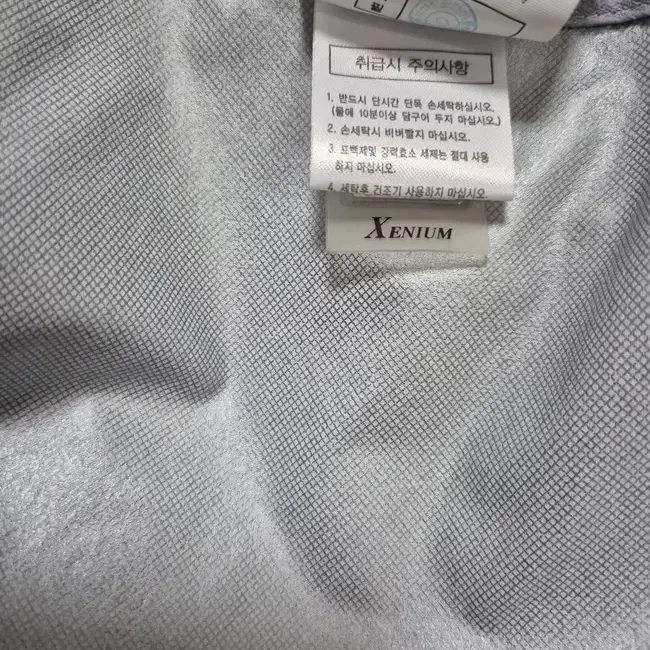 취급시 주의사항
1. 반드시 단시간 단독 손세탁하십시오.
(물에 10분이상 담구어 두지 마십시오.)
2. 손세탁시 비벼빨지 마십시오.
3. 표백제및 강력효소 세제는 절대 사용
하지 마십시오.
4. 세탁후 건조기 사용하지 마십시오.
XENIUM